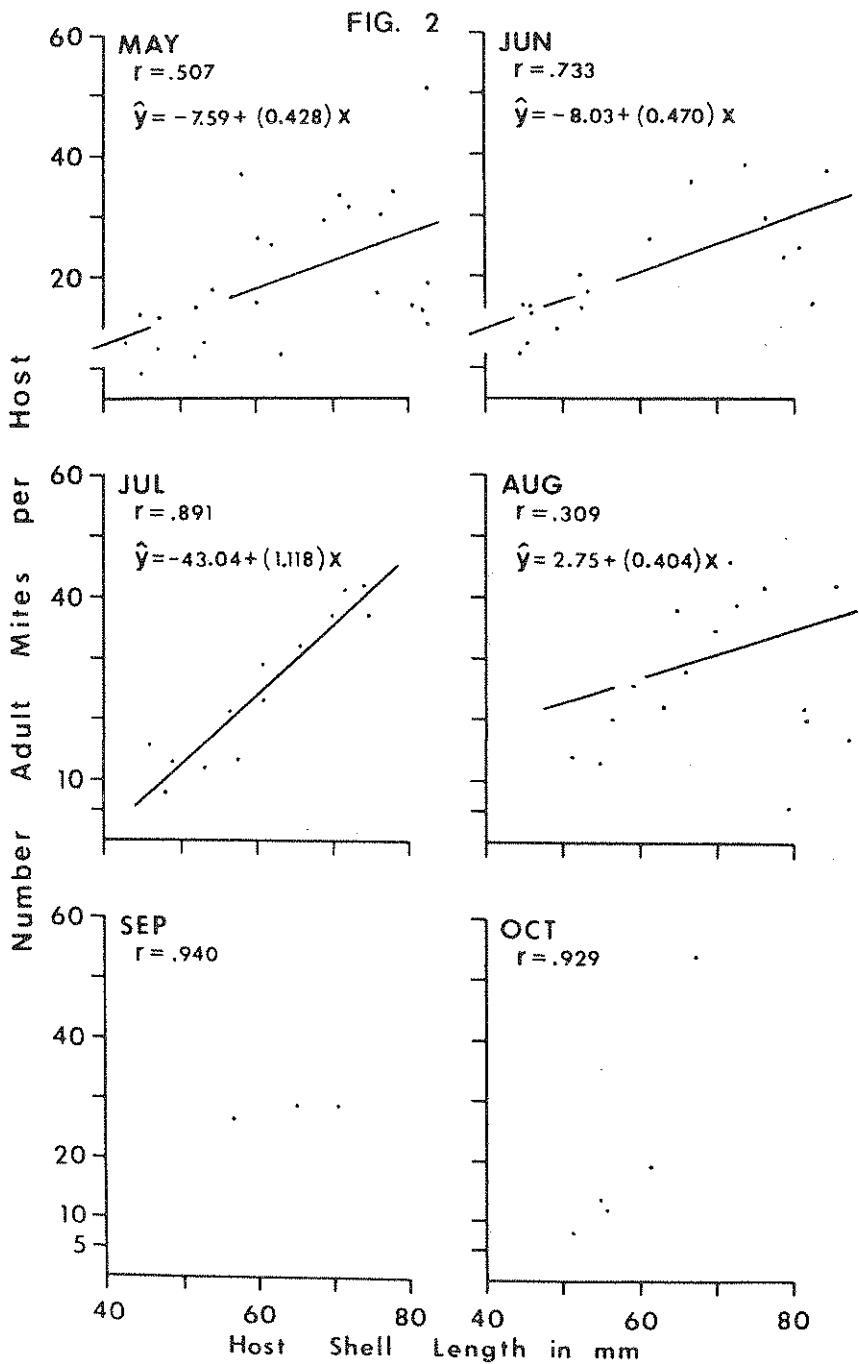 FIG. 2
60
MAY
r = .507
ŷ = -7.59 + (0.428) X
40
20
JUN
r = .733
ŷ = -8.03 + (0.470) X
Number Adult Mites per Host
60
JUL
r = .891
ŷ = -43.04 + (1.118) X
40
10
AUG
r = .309
ŷ = 2.75 + (0.404) X
60
SEP
r = .940
40
20
10
5
OCT
r = .929
40 60 80
40 60 80
Host Shell Length in mm